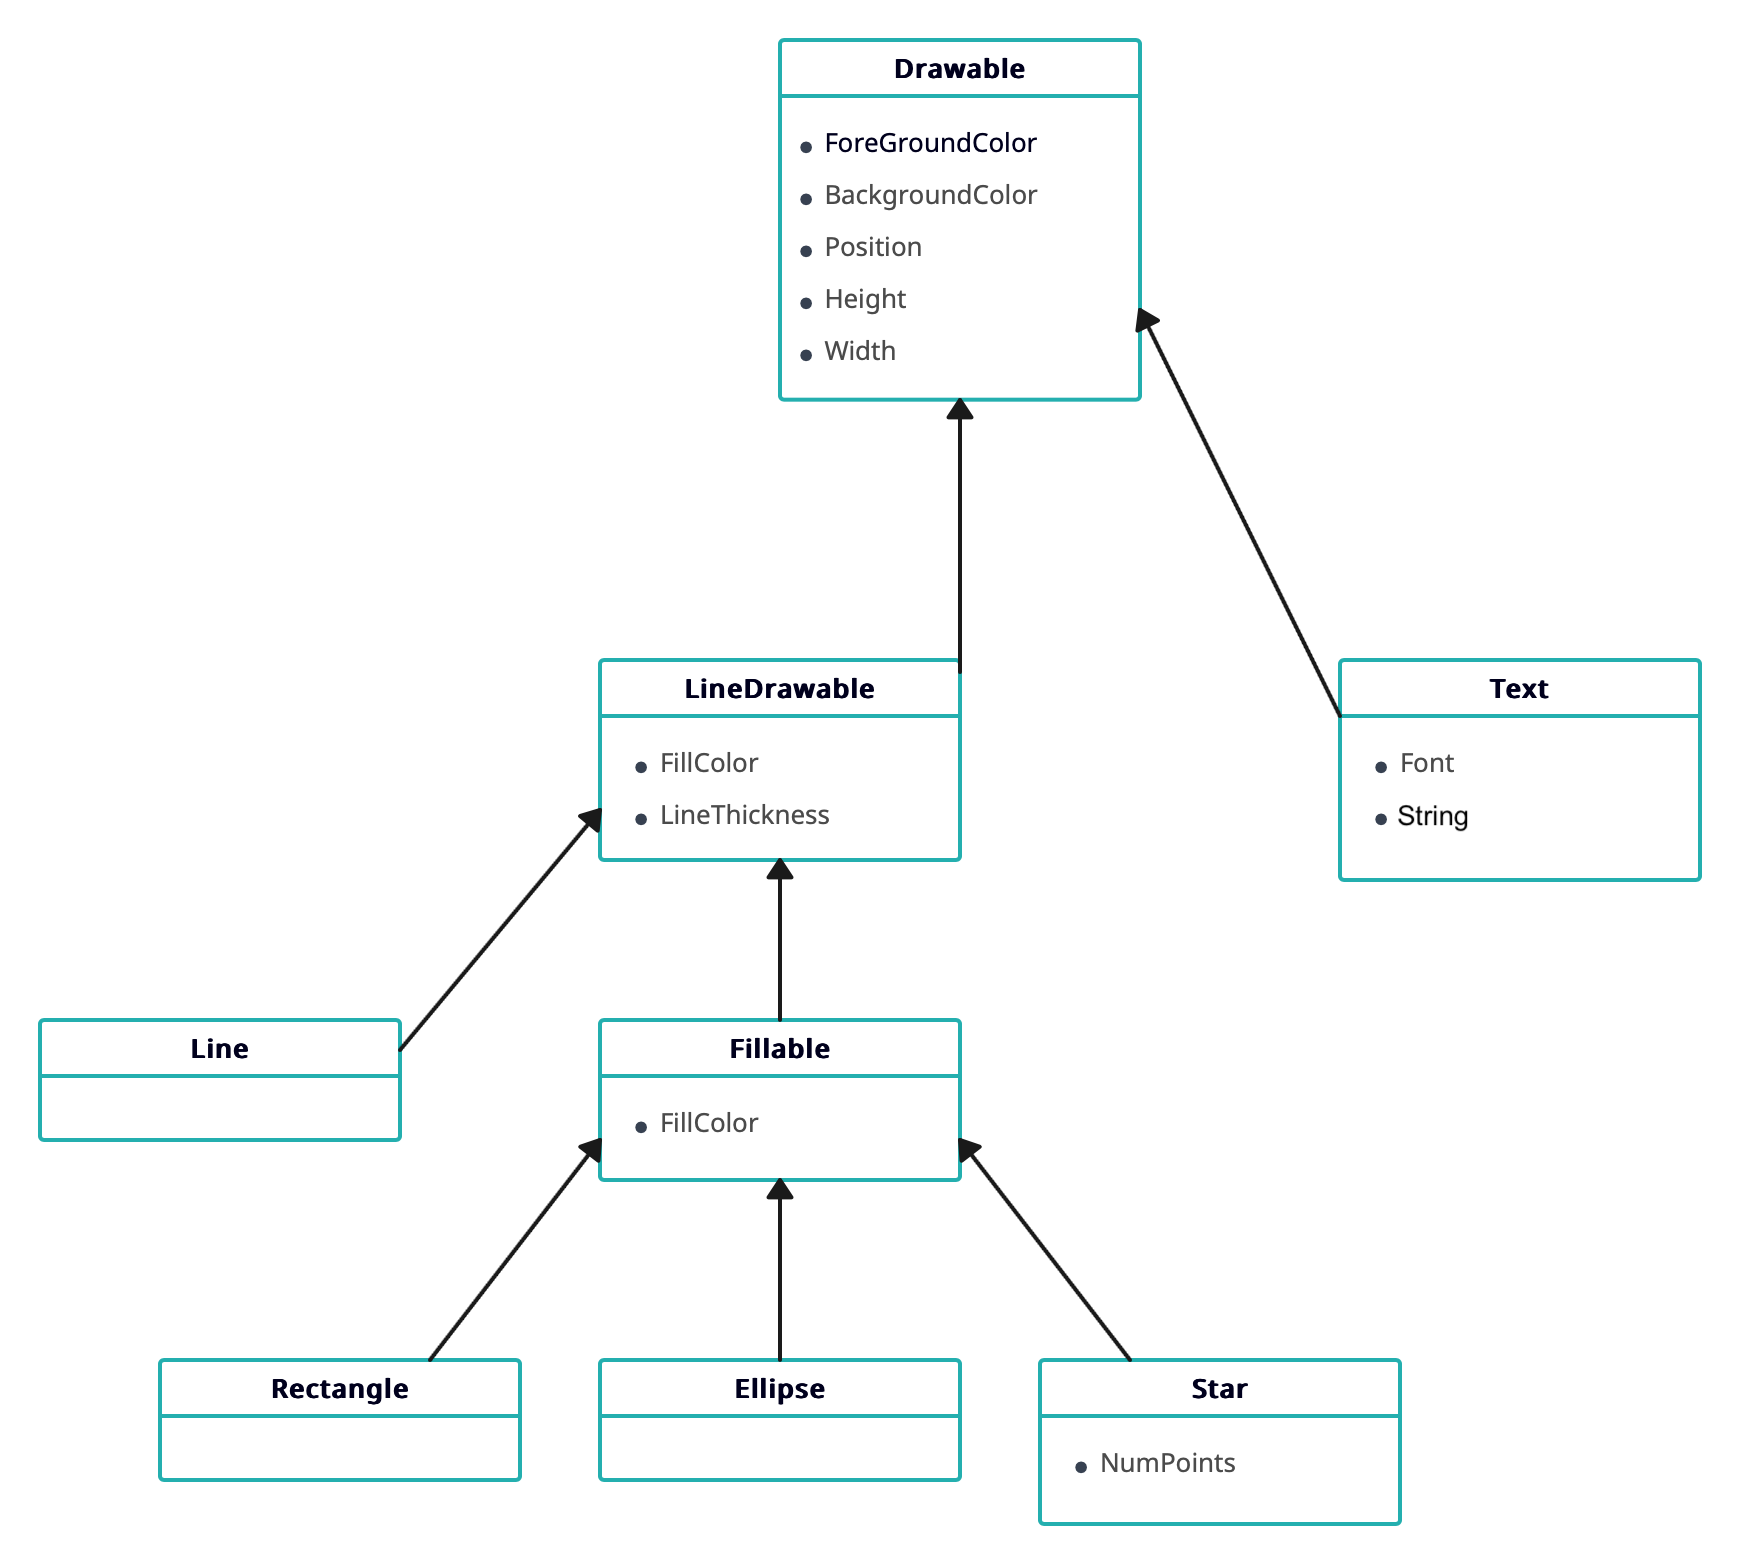 Drawable
ForeGroundColor
BackgroundColor
Position
Height
Width
LineDrawable
FillColor
LineThickness
Text
Font
String
Line
Fillable
FillColor
Rectangle
Ellipse
Star
NumPoints